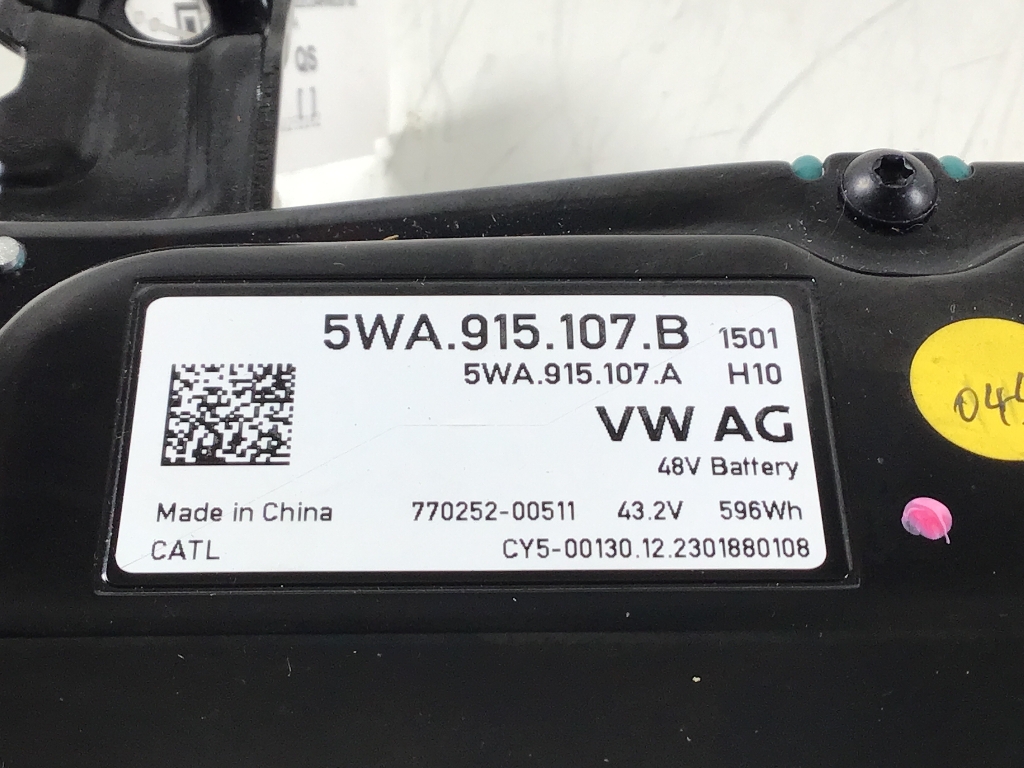 QS
5WA.915.107.B 1501
5WA.915.107.A H10
VW AG
48V Battery
Made in China 770252-00511 43.2V 596Wh
CATL CY5-00130.12.2301880108